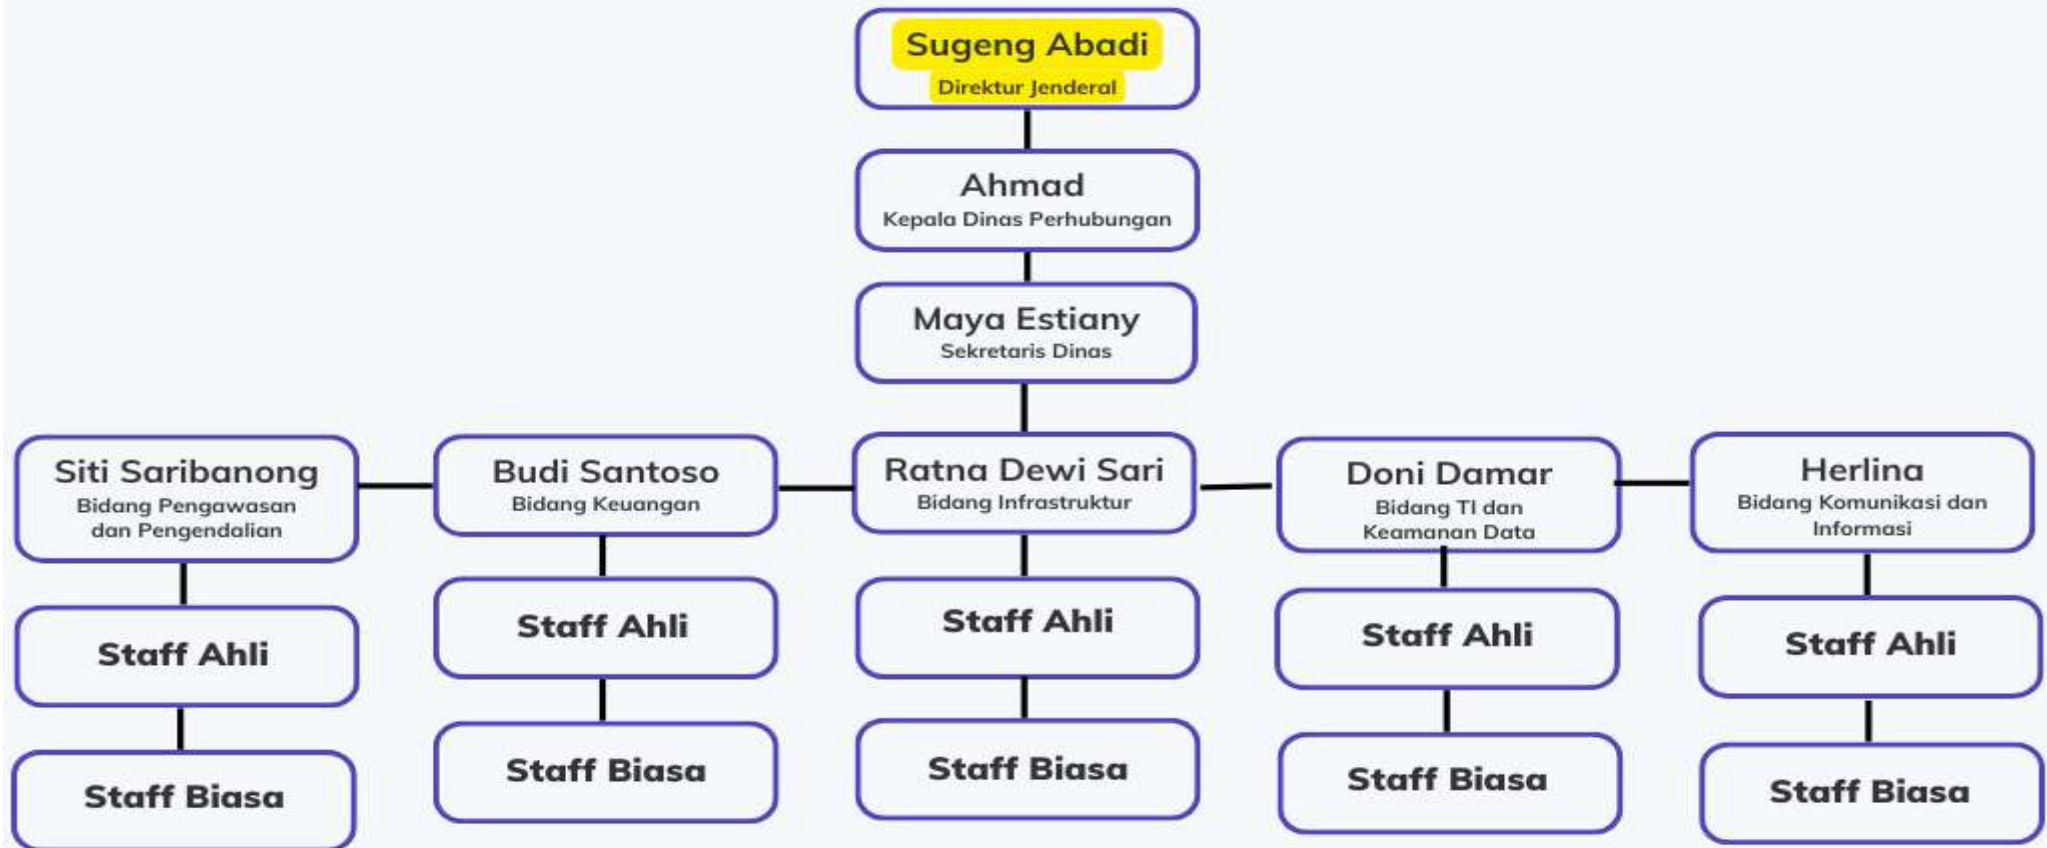 Sugeng Abadi
Direktur Jenderal
Ahmad
Kepala Dinas Perhubungan
Maya Estiany
Sekretaris Dinas
Siti Saribanong
Bidang Pengawasan
dan Pengendalian
Budi Santoso
Bidang Keuangan
Ratna Dewi Sari
Bidang Infrastruktur
Doni Damar
Bidang TI dan
Keamanan Data
Herlina
Bidang Komunikasi dan
Informasi
Staff Ahli
Staff Ahli
Staff Ahli
Staff Ahli
Staff Ahli
Staff Biasa
Staff Biasa
Staff Biasa
Staff Biasa
Staff Biasa